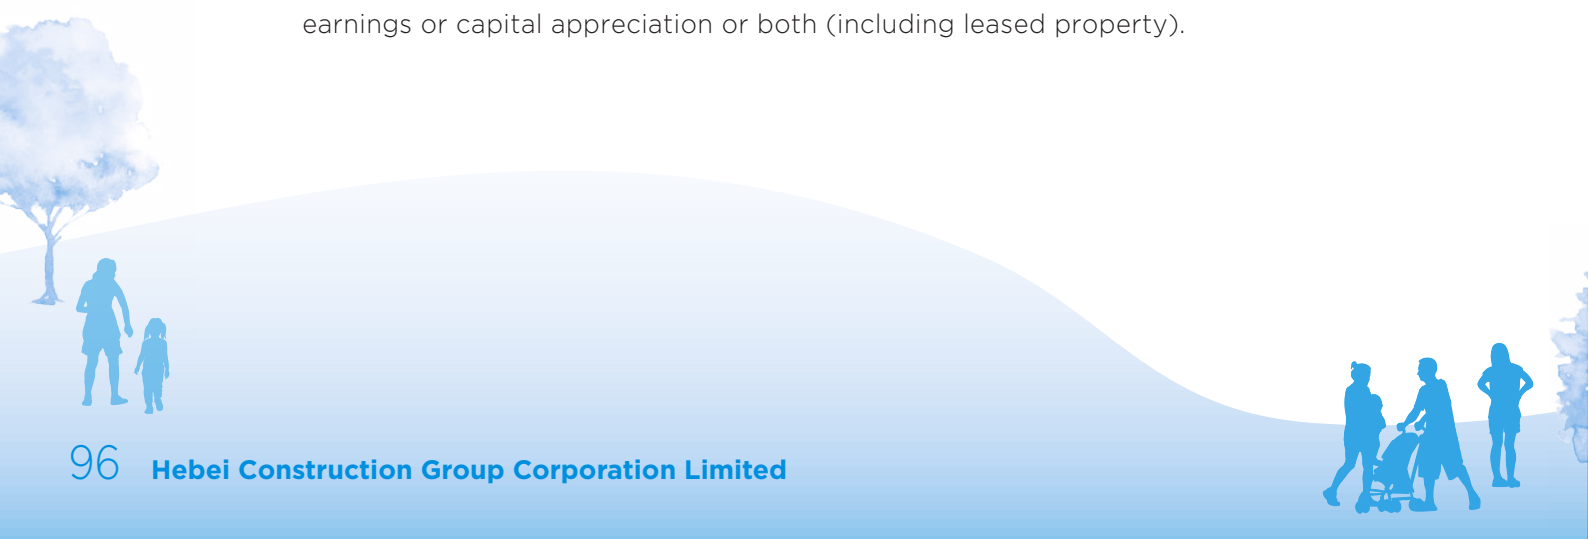 earnings or capital appreciation or both (including leased property).
96 Hebei Construction Group Corporation Limited